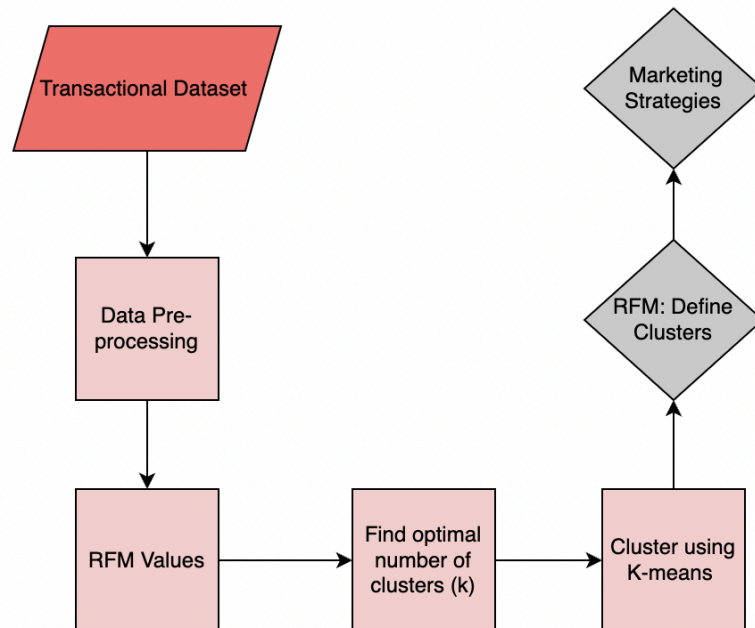 Transactional Dataset
Data Pre-
processing
RFM Values
Find optimal
number of
clusters (k)
Cluster using
K-means
RFM: Define
Clusters
Marketing
Strategies